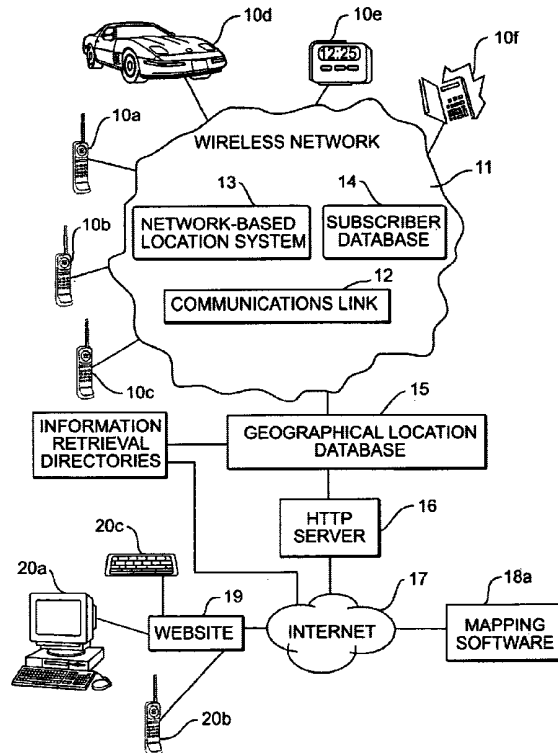 10d
10e
12:25
10f
10a
WIRELESS NETWORK
11
13
14
NETWORK-BASED
LOCATION SYSTEM
SUBSCRIBER
DATABASE
10b
12
COMMUNICATIONS LINK
10c
15
INFORMATION
RETRIEVAL
DIRECTORIES
GEOGRAPHICAL LOCATION
DATABASE
16
HTTP
SERVER
20c
20a
19
17
18a
WEBSITE
INTERNET
MAPPING
SOFTWARE
20b